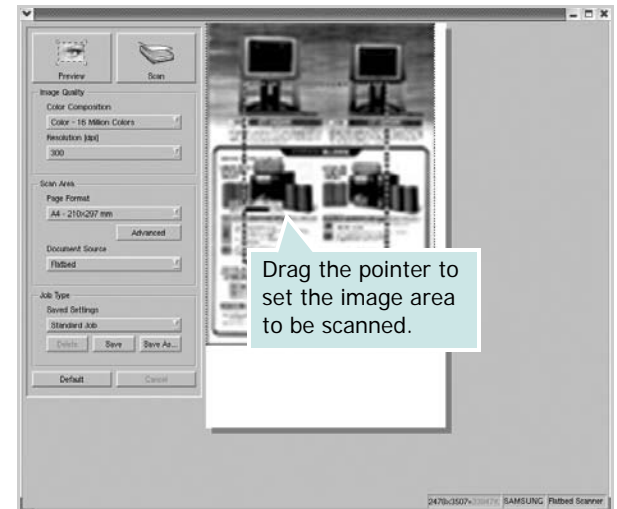 Preview
Scan
Image Quality
Color Composition
Color - 16 Million Colors
Resolution [dpi]
300
Scan Area
Page Format
A4 - 210x297 mm
Advanced
Document Source
Flatbed
Job Type
Saved Settings
Standard Job
Delete
Save
Save As...
Default
Cancel
Drag the pointer to
set the image area
to be scanned.
2478x3507=
SAMSUNG
Flatbed Scanner